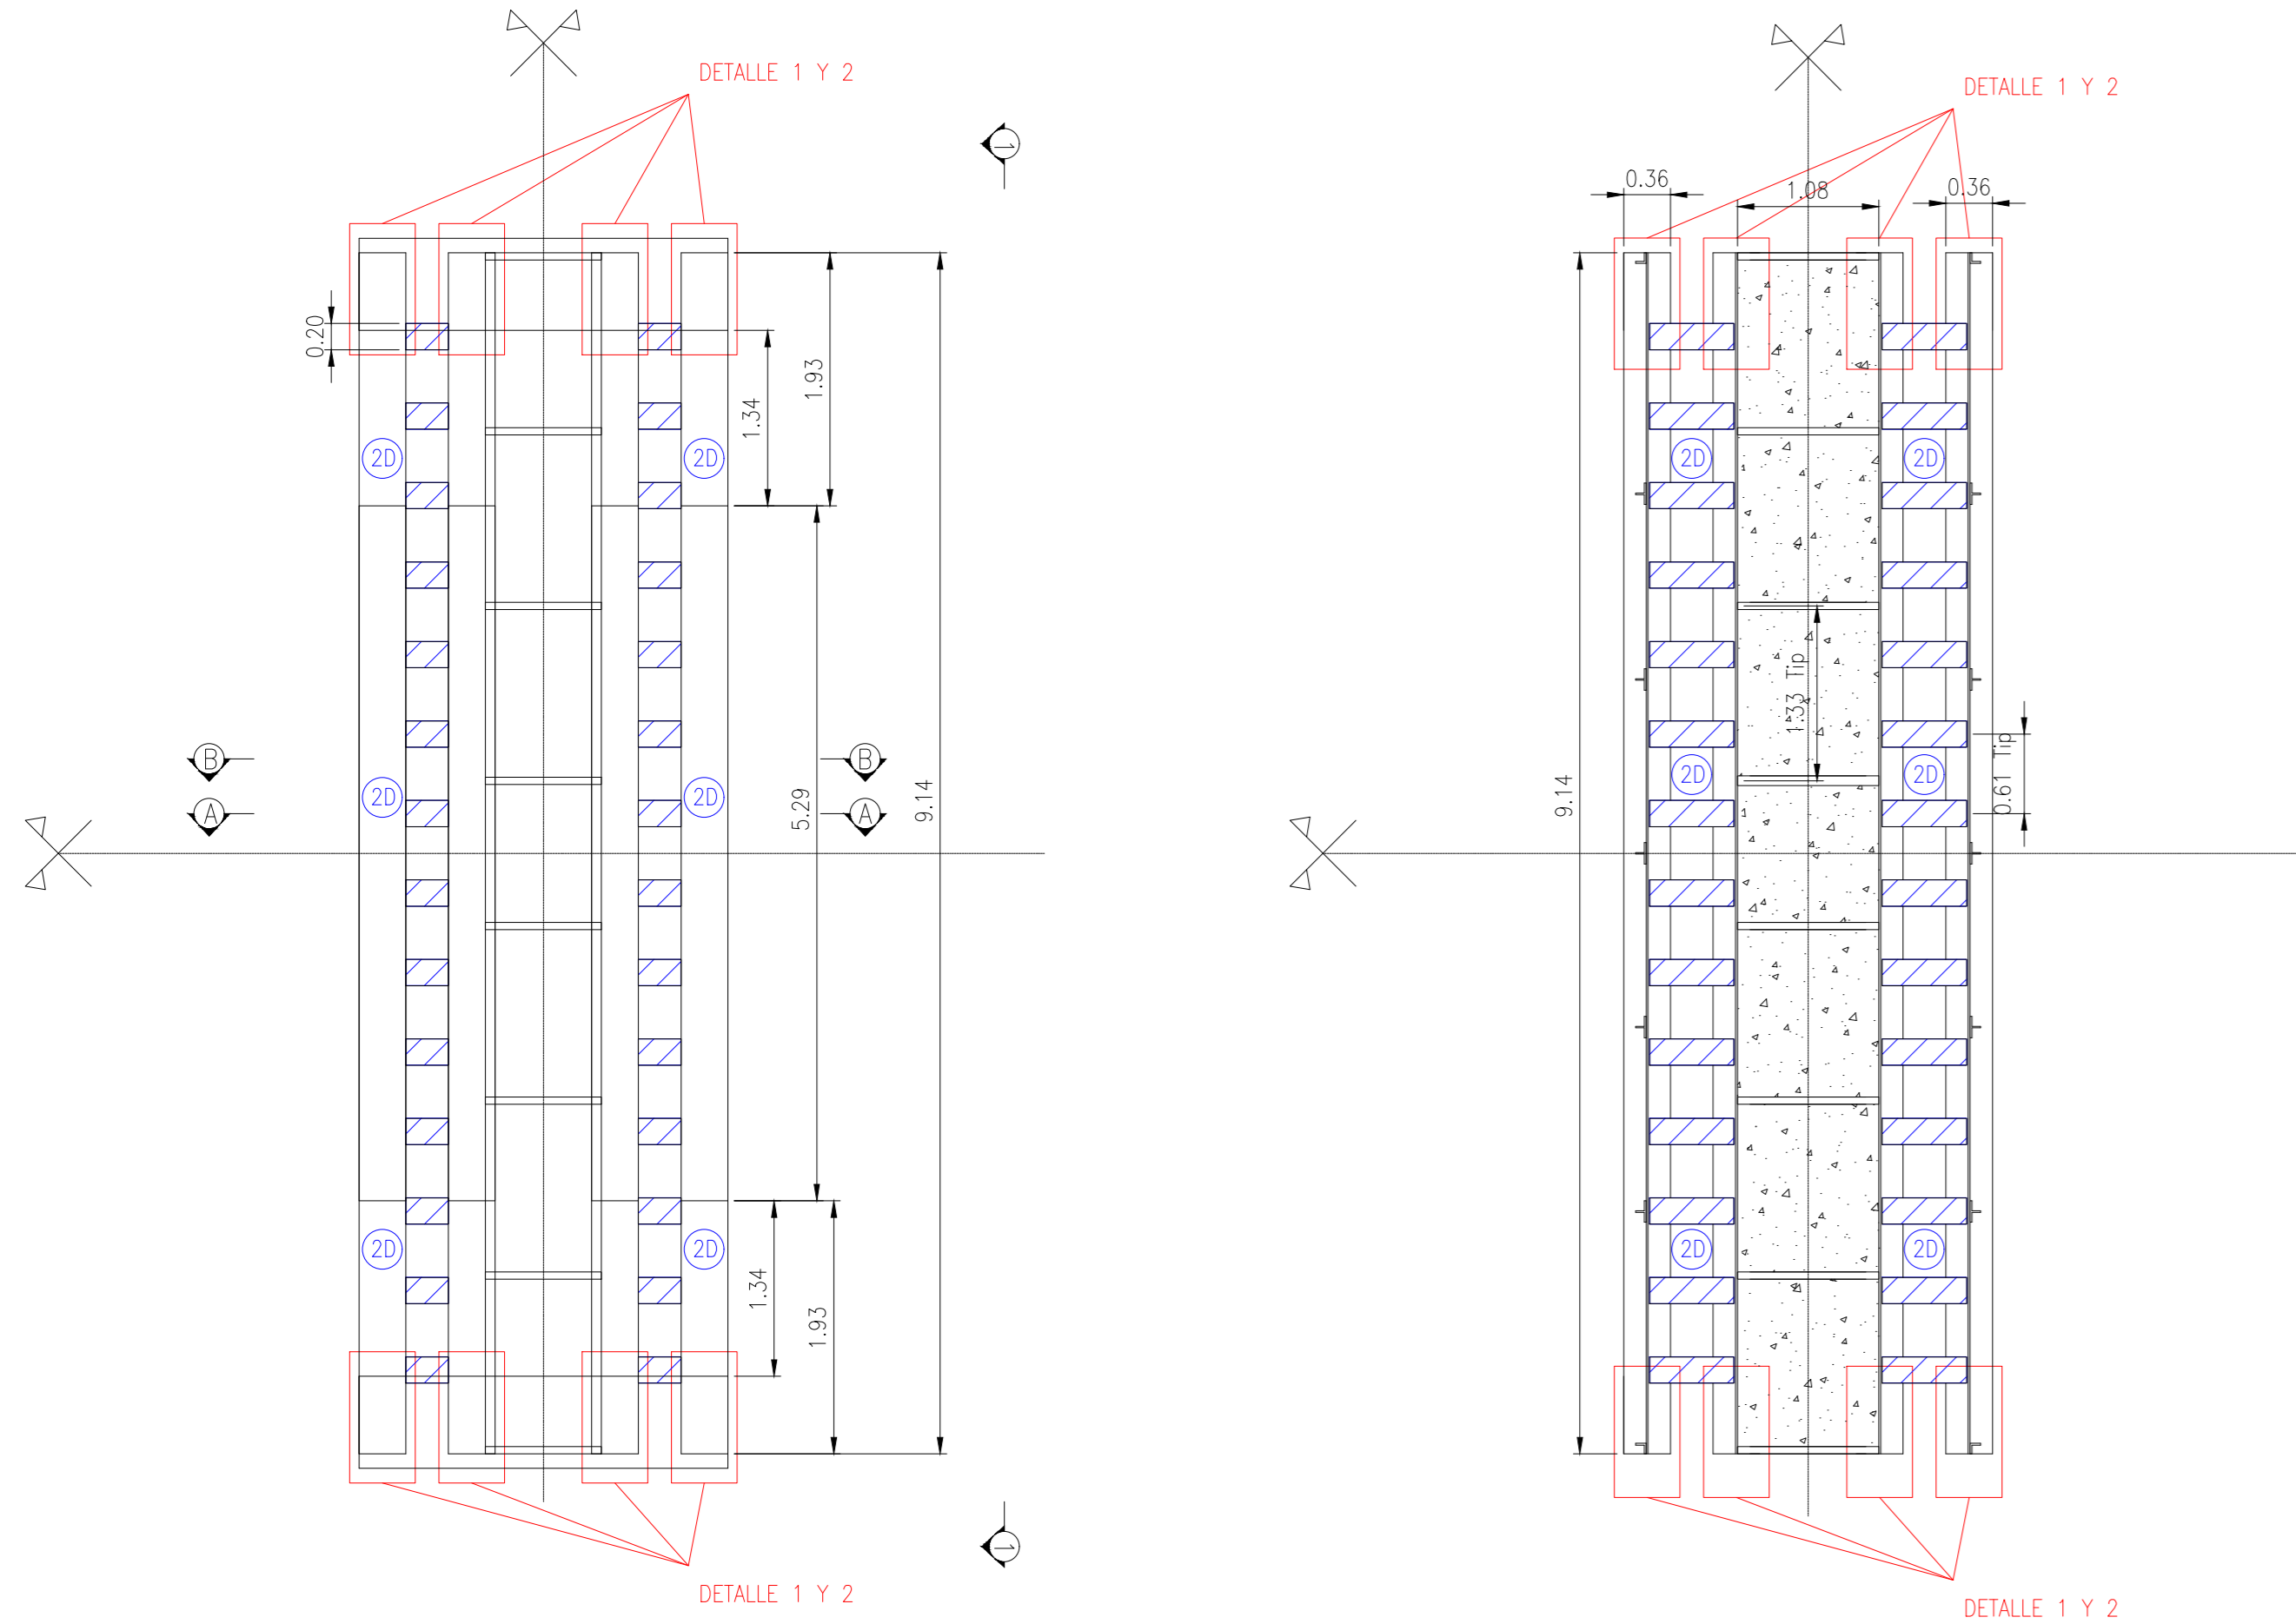 DETALLE 1 Y 2
1
0.20
1.34
1.93
2D
2D
B
B
A
A
2D
2D
5.29
9.14
2D
2D
1.34
1.93
1
DETALLE 1 Y 2
DETALLE 1 Y 2
0.36
1.08
0.36
2D
2D
1.33 Tip
0.61 Tip
2D
2D
9.14
2D
2D
DETALLE 1 Y 2